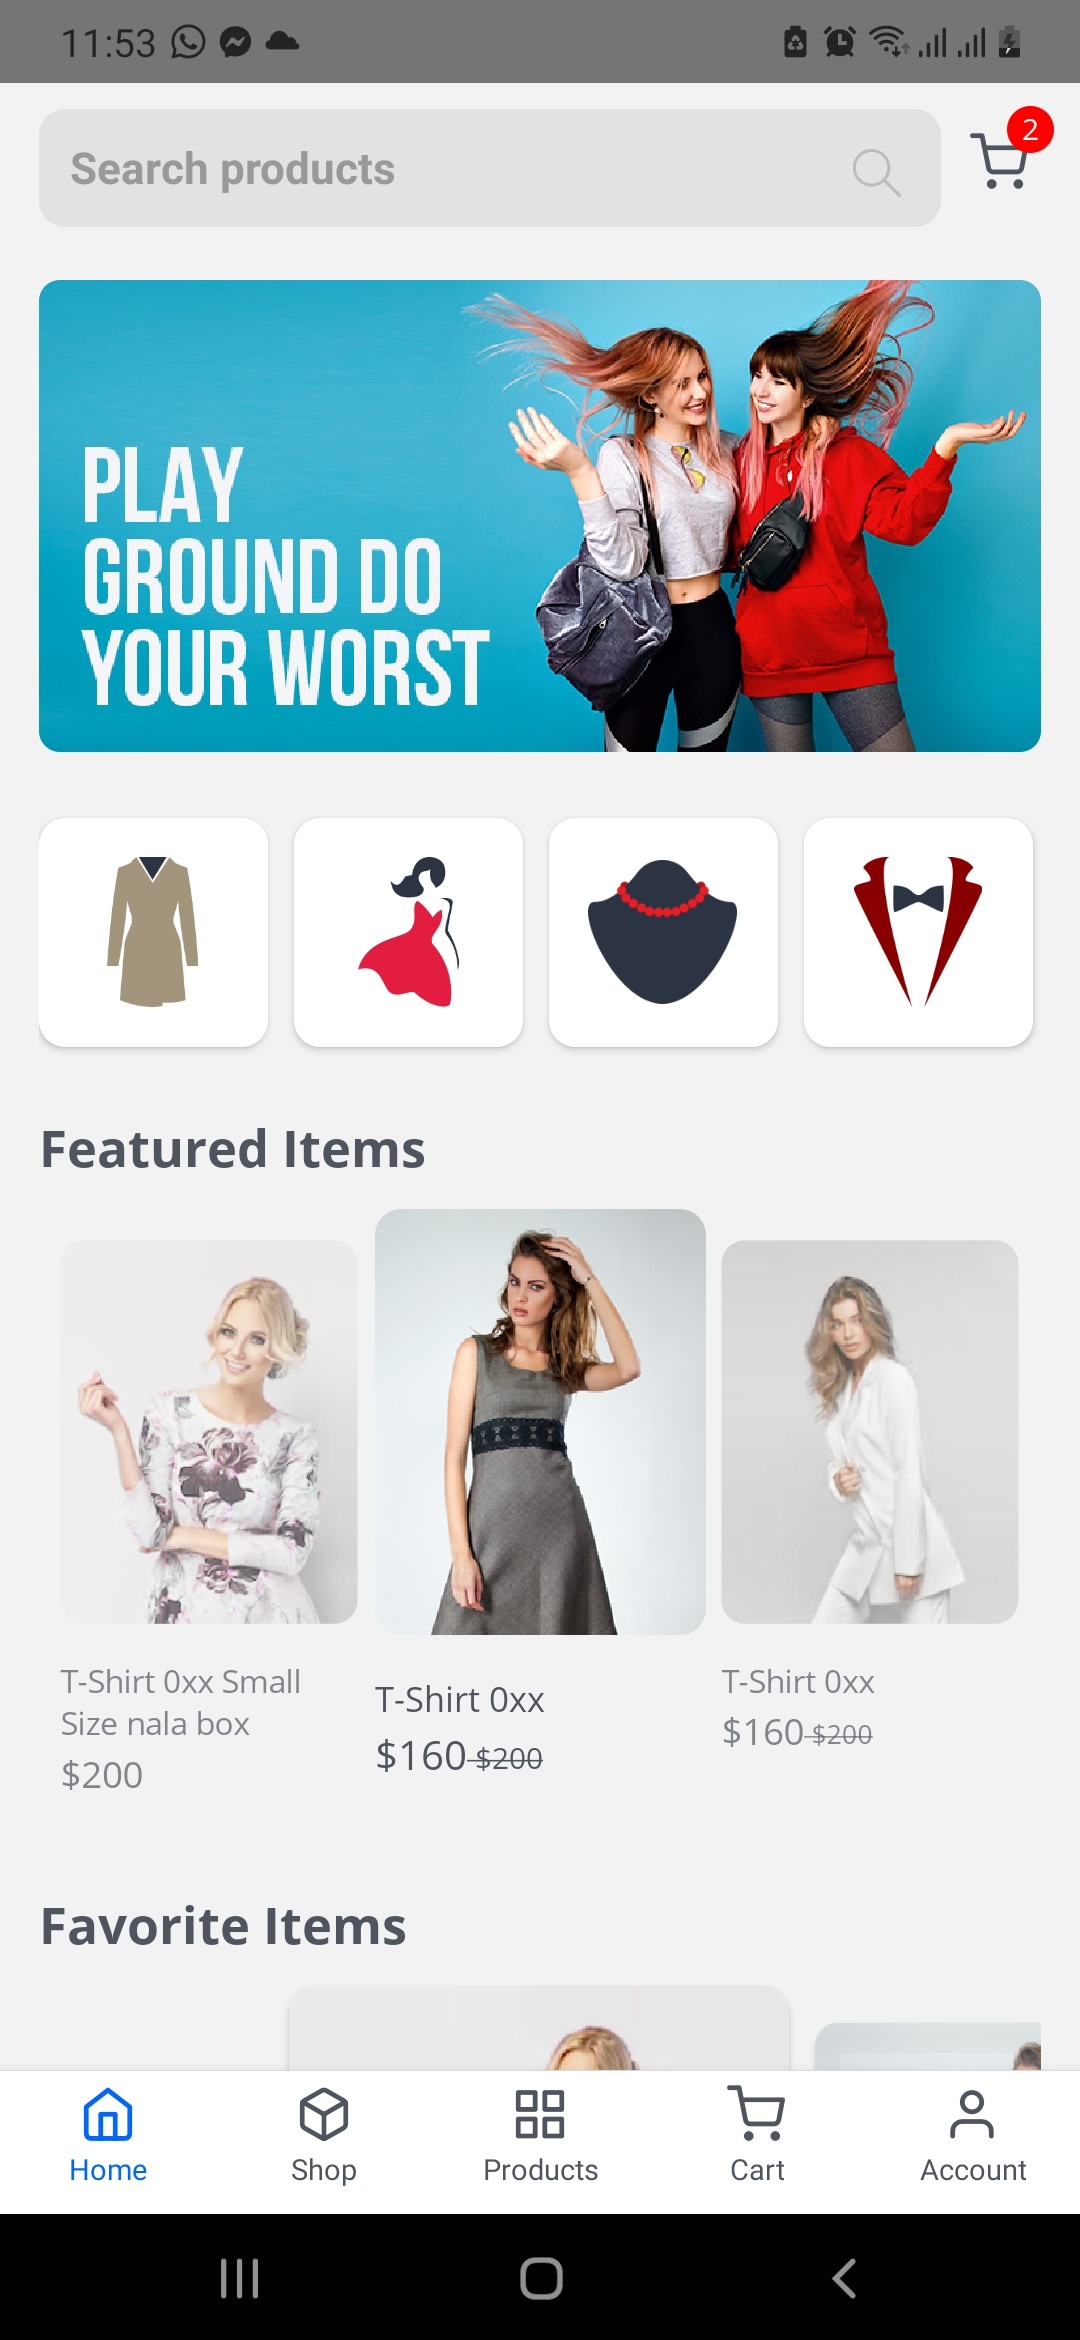 11:53
Search products
2
PLAY
GROUND DO
YOUR WORST
Featured Items
T-Shirt 0xx Small
Size nala box
$200
T-Shirt 0xx
$160 $200
T-Shirt 0xx
$160 $200
Favorite Items
Home
Shop
Products
Cart
Account